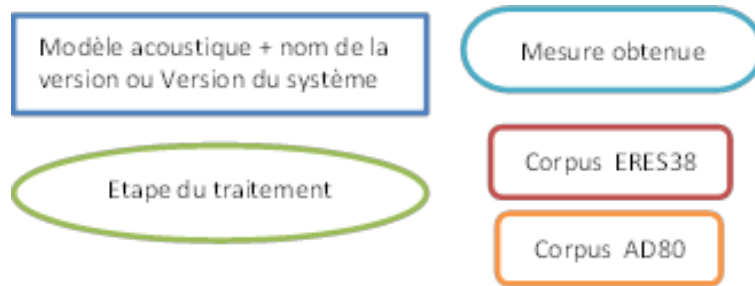 Modèle acoustique + nom de la
version ou Version du système
Mesure obtenue
Etape du traitement
Corpus ERES38
Corpus AD80